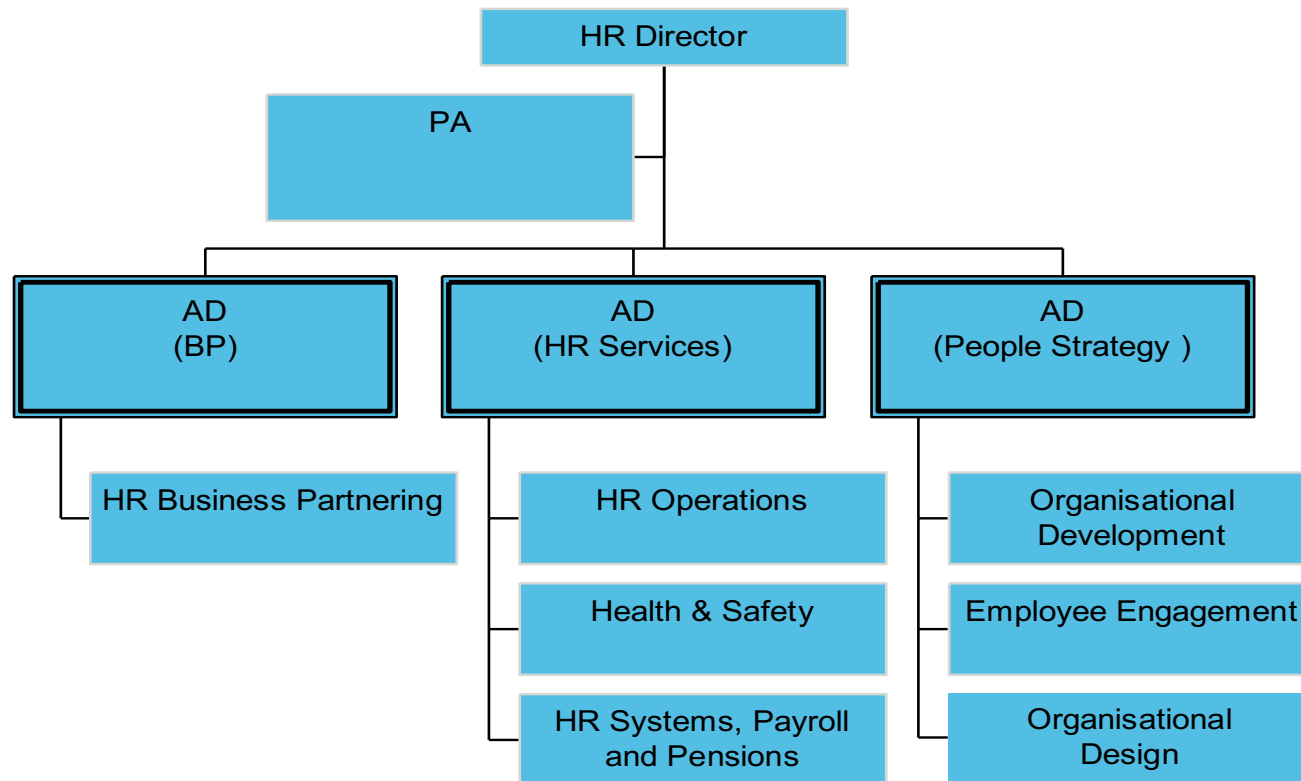 HR Director
PA
AD
(BP)
AD
(HR Services)
AD
(People Strategy )
HR Business Partnering
HR Operations
Organisational
Development
Health & Safety
Employee Engagement
HR Systems, Payroll
and Pensions
Organisational
Design